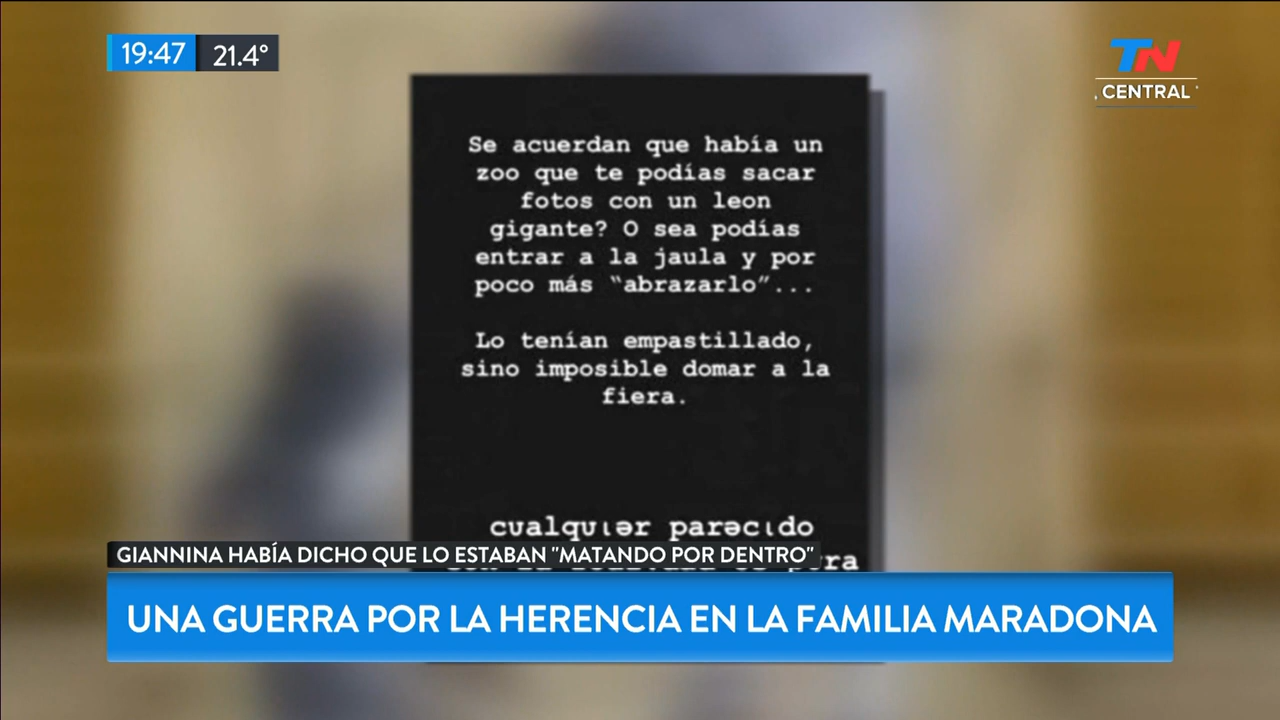 19:47 21.4°
TN
CENTRAL
Se acuerdan que había un
zoo que te podías sacar
fotos con un leon
gigante? O sea podías
entrar a la jaula y por
poco más “abrazarlo”...
Lo tenían empastillado,
sino imposible domar a la
fiera.
cualquıər parəcıdo
GIANNINA HABÍA DICHO QUE LO ESTABAN "MATANDO POR DENTRO"
UNA GUERRA POR LA HERENCIA EN LA FAMILIA MARADONA